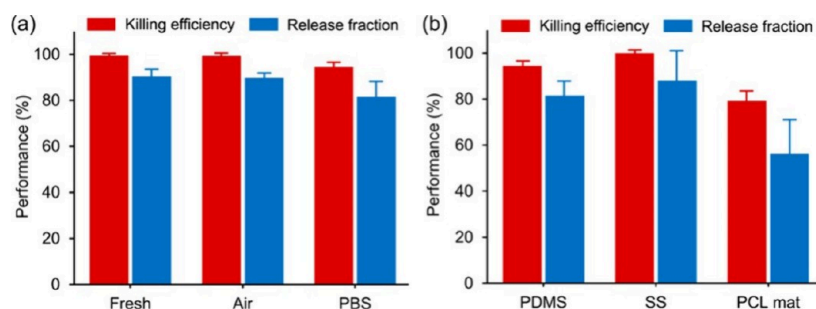 (a)
Killing efficiency
Release fraction
Performance (%)
100
80
60
40
20
0
Fresh
Air
PBS
(b)
Killing efficiency
Release fraction
Performance (%)
100
80
60
40
20
0
PDMS
SS
PCL mat